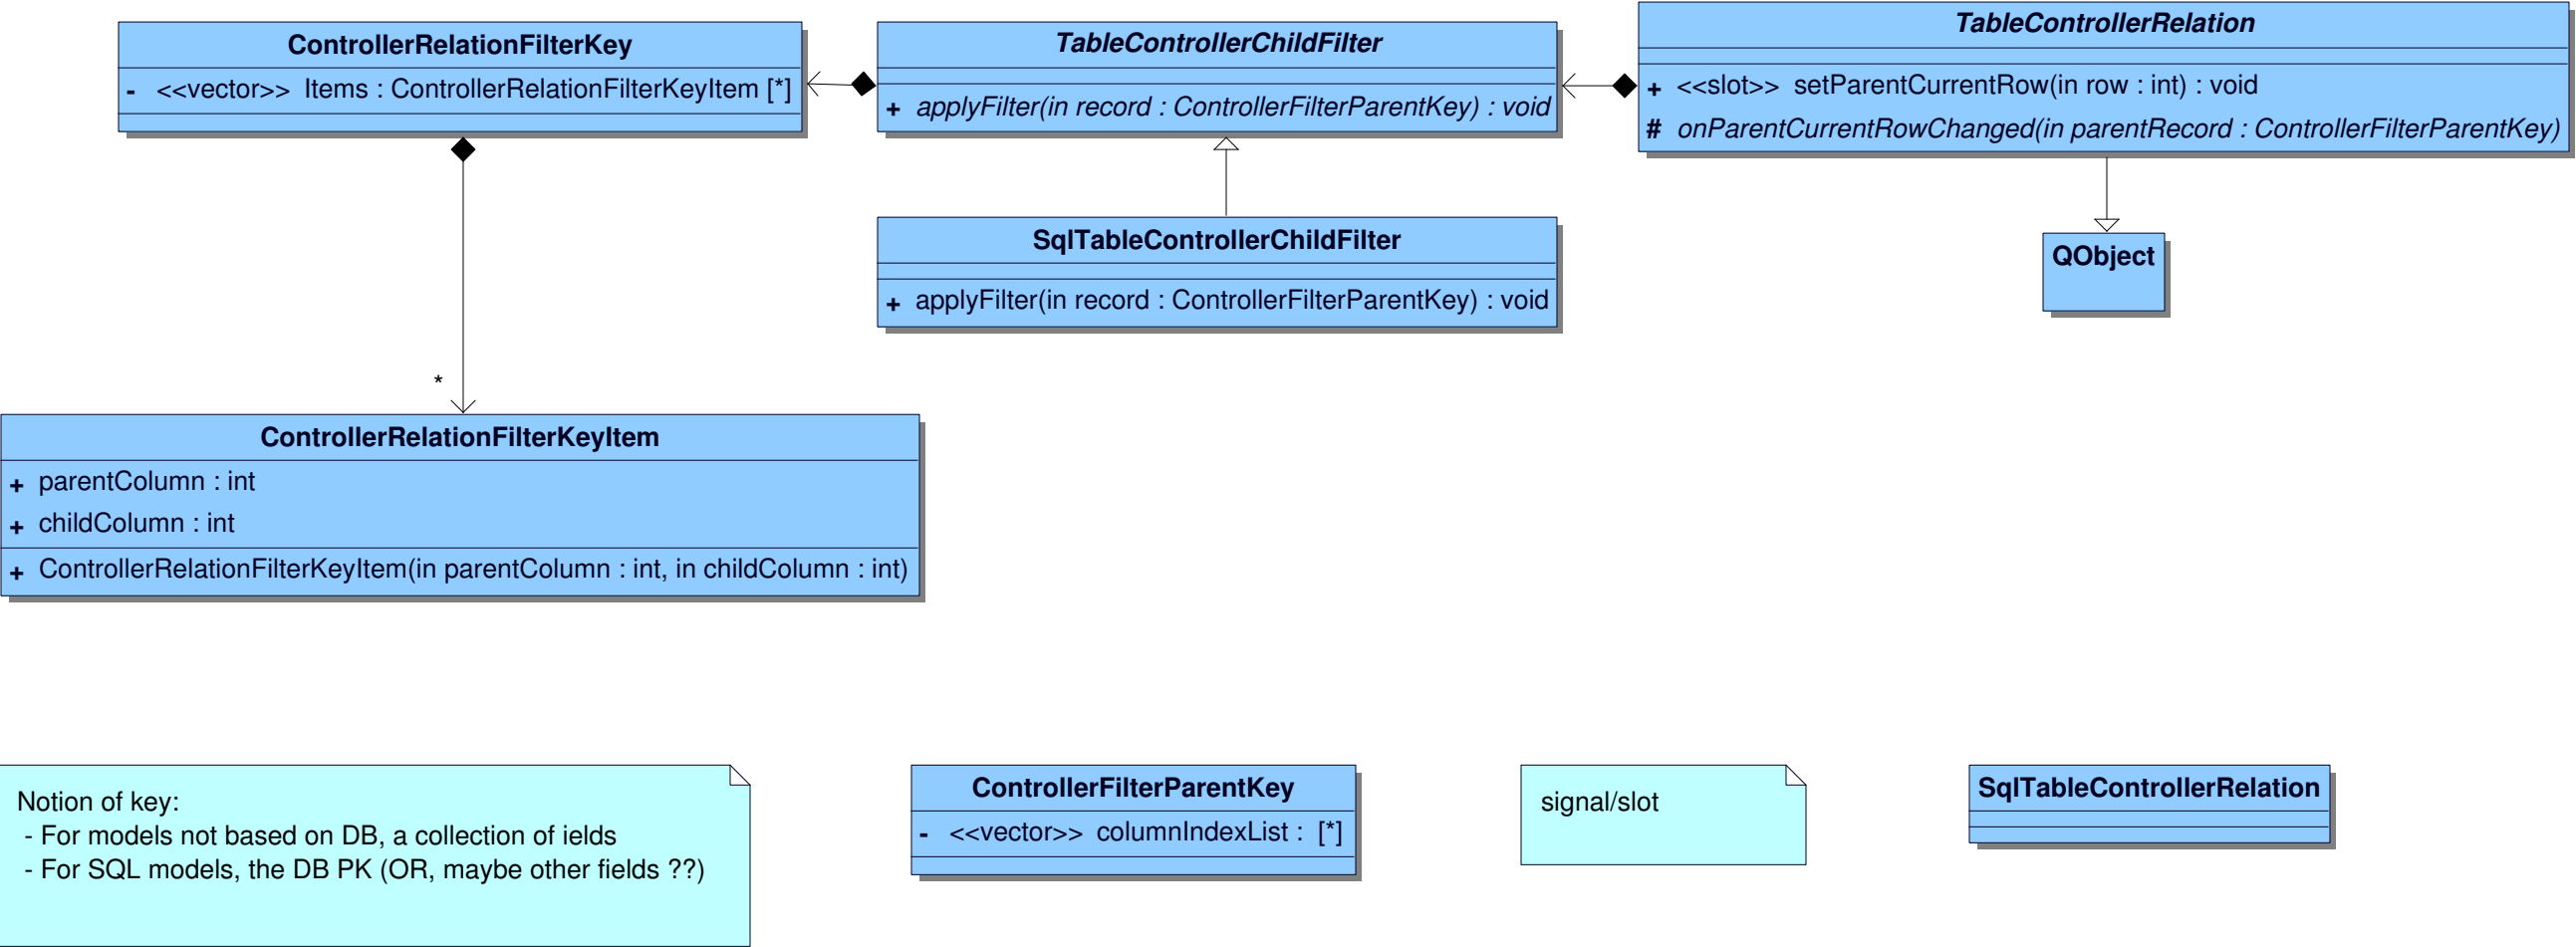 ControllerRelationFilterKey
- <<vector>> Items : ControllerRelationFilterKeyItem [*]
TableControllerChildFilter
+ applyFilter(in record : ControllerFilterParentKey) : void
TableControllerRelation
+ <<slot>> setParentCurrentRow(in row : int) : void
# onParentCurrentRowChanged(in parentRecord : ControllerFilterParentKey)
SqlTableControllerChildFilter
+ applyFilter(in record : ControllerFilterParentKey) : void
QObject
*
ControllerRelationFilterKeyItem
+ parentColumn : int
+ childColumn : int
+ ControllerRelationFilterKeyItem(in parentColumn : int, in childColumn : int)
Notion of key:
- For models not based on DB, a collection of ields
- For SQL models, the DB PK (OR, maybe other fields ??)
ControllerFilterParentKey
- <<vector>> columnIndexList : [*]
signal/slot
SqlTableControllerRelation